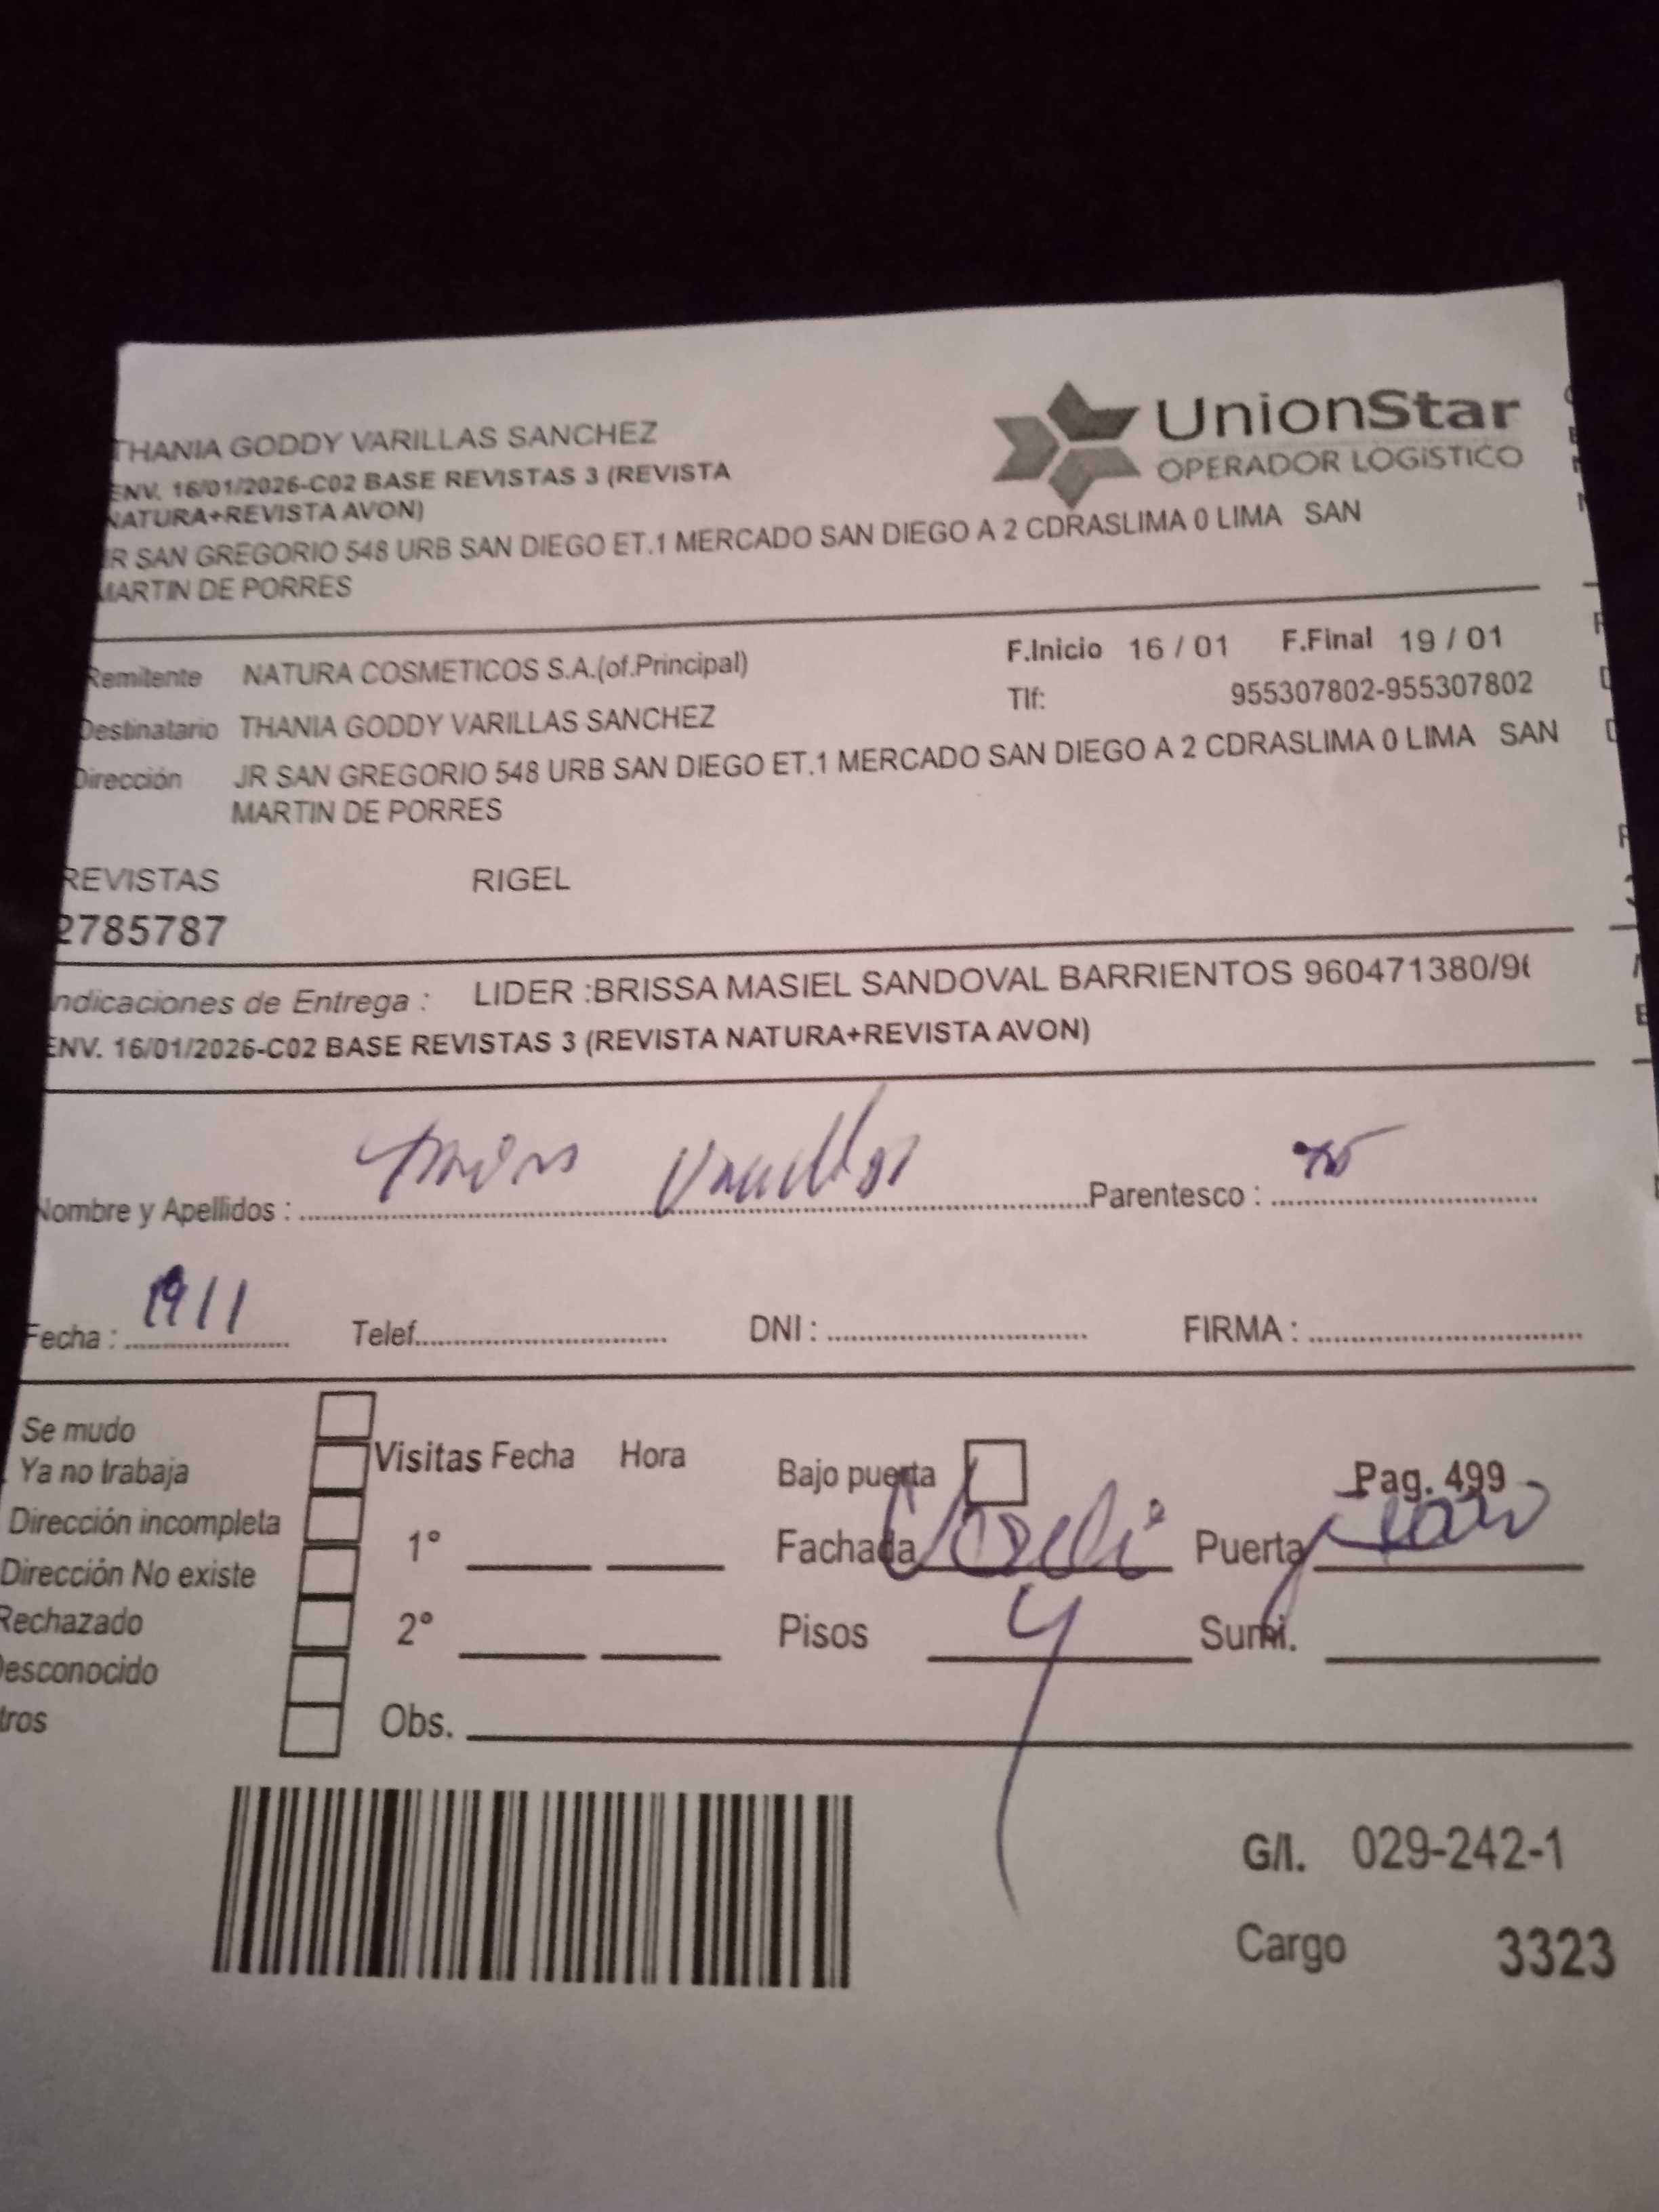 THANIA GODDY VARILLAS SANCHEZ
UnionStar
OPERADOR LOGÍSTICO
ENV. 16/01/2026-C02 BASE REVISTAS 3 (REVISTA
NATURA+REVISTA AVON)
JR SAN GREGORIO 548 URB SAN DIEGO ET.1 MERCADO SAN DIEGO A 2 CDRASLIMA 0 LIMA SAN
MARTIN DE PORRES
Remitente NATURA COSMETICOS S.A.(of.Principal) F.Inicio 16 / 01 F.Final 19 / 01
Tlf: 955307802-955307802
Destinatario THANIA GODDY VARILLAS SANCHEZ
Dirección JR SAN GREGORIO 548 URB SAN DIEGO ET.1 MERCADO SAN DIEGO A 2 CDRASLIMA 0 LIMA SAN
MARTIN DE PORRES
REVISTAS RIGEL
2785787
Indicaciones de Entrega : LIDER :BRISSA MASIEL SANDOVAL BARRIENTOS 960471380/96
ENV. 16/01/2026-C02 BASE REVISTAS 3 (REVISTA NATURA+REVISTA AVON)
Nombre y Apellidos : Varillas Parentesco :
Fecha : 19/1 Telef. DNI : FIRMA :
Se mudo
Ya no trabaja
Dirección incompleta
Dirección No existe
Rechazado
Desconocido
tros
Visitas Fecha Hora
1°
2°
Obs.
Bajo puerta Pag. 499
Fachada Puerta
Pisos 4 Sumi.
G/I. 029-242-1
Cargo 3323